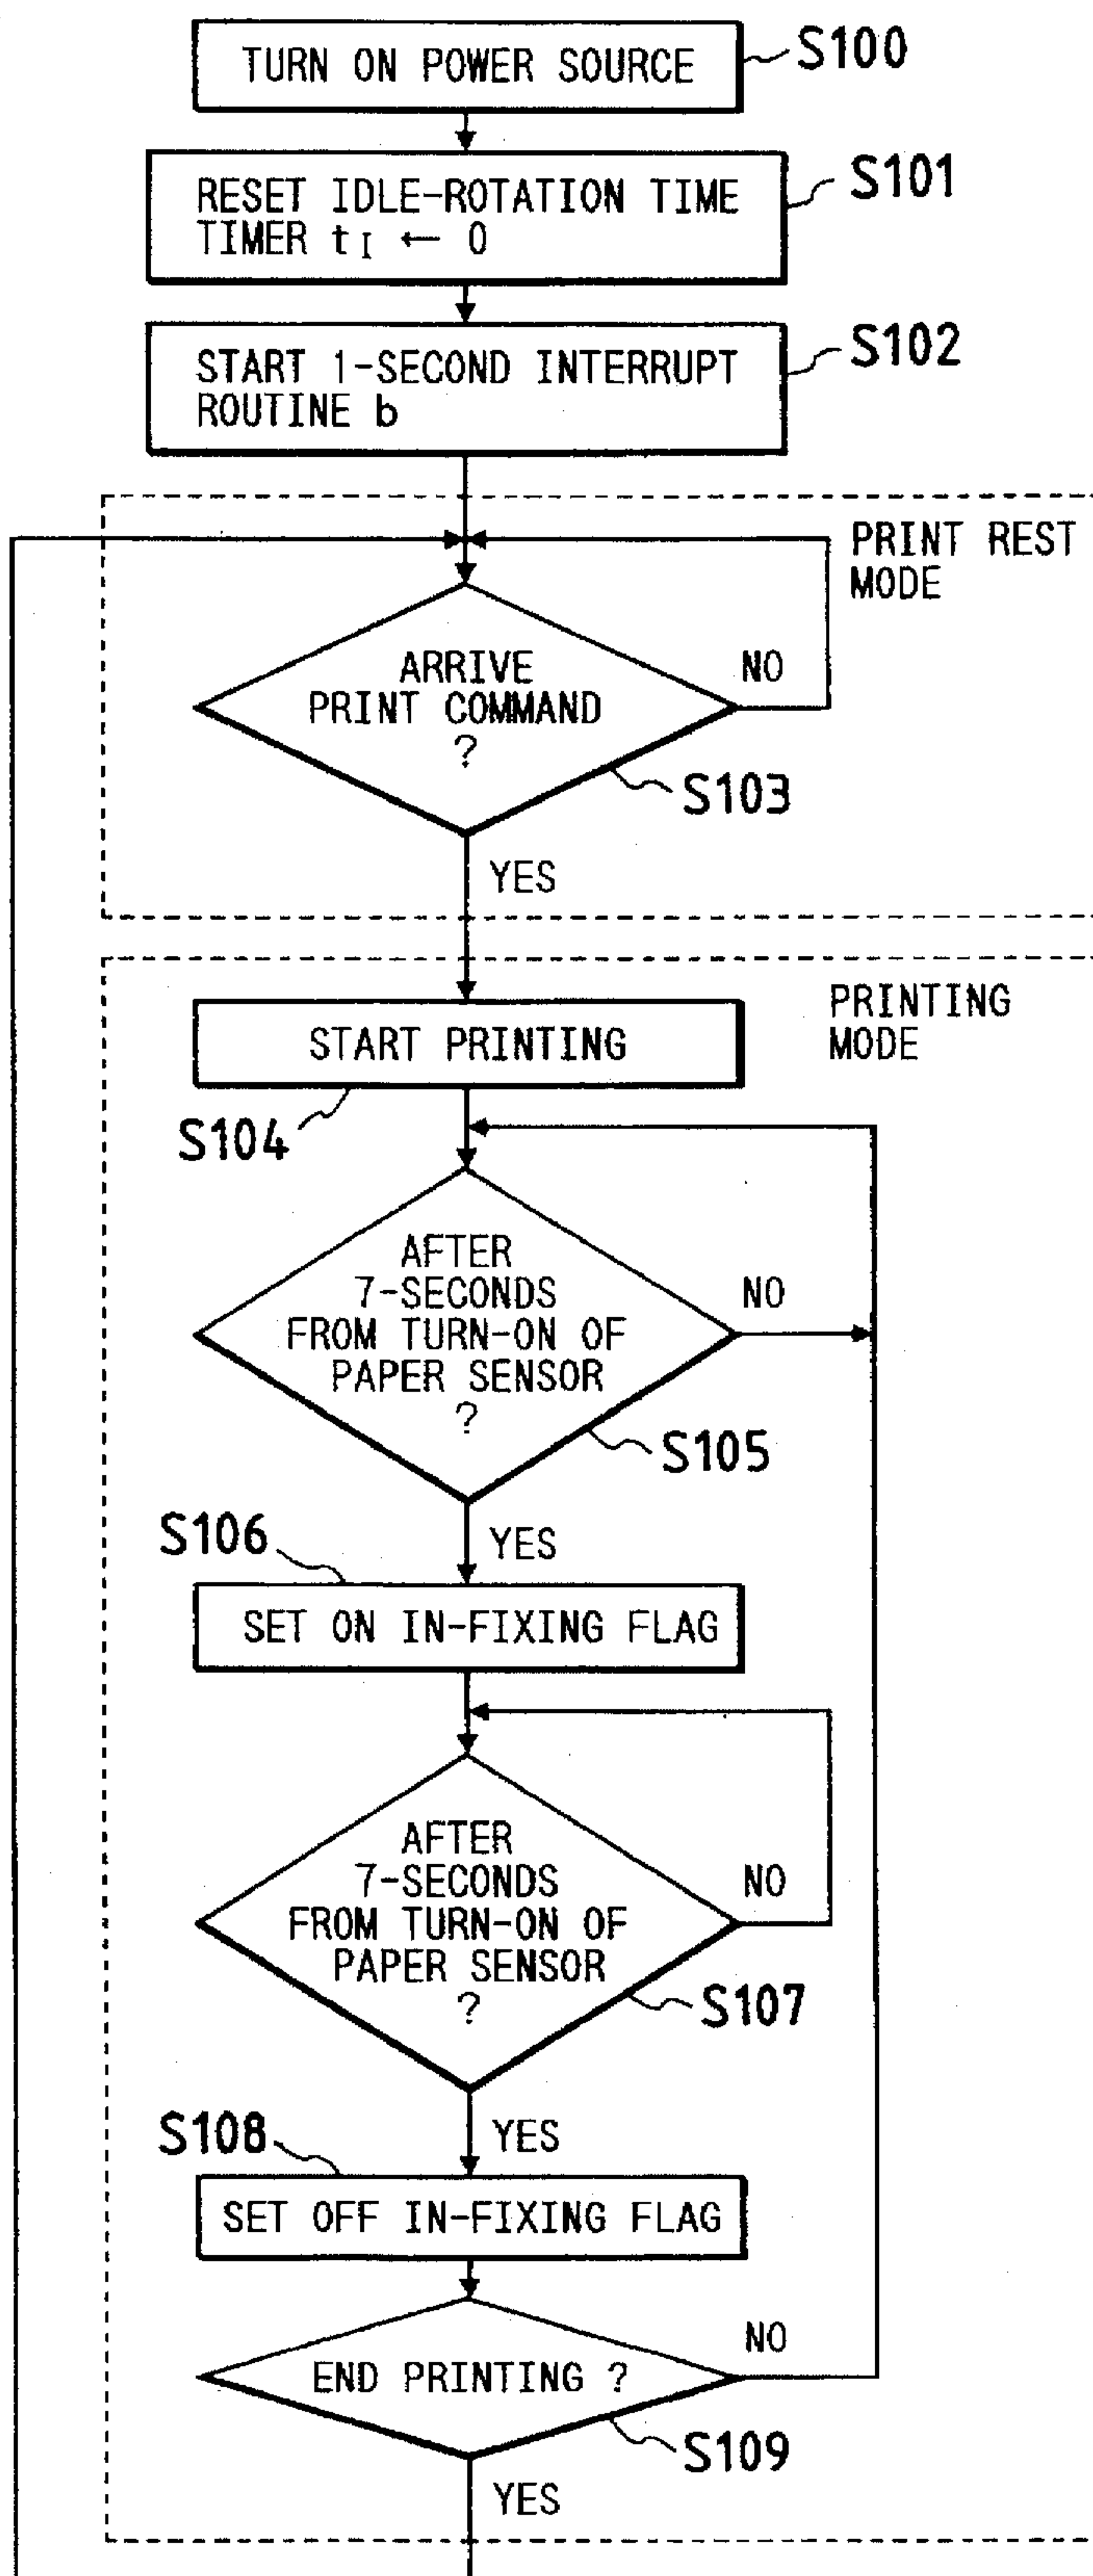 TURN ON POWER SOURCE
S100
RESET IDLE-ROTATION TIME
TIMER tI ← 0
S101
START 1-SECOND INTERRUPT
ROUTINE b
S102
PRINT REST
MODE
ARRIVE
PRINT COMMAND
?
NO
S103
YES
PRINTING
MODE
START PRINTING
S104
AFTER
7-SECONDS
FROM TURN-ON OF
PAPER SENSOR
?
NO
S105
YES
S106
SET ON IN-FIXING FLAG
AFTER
7-SECONDS
FROM TURN-ON OF
PAPER SENSOR
?
NO
S107
YES
S108
SET OFF IN-FIXING FLAG
END PRINTING ?
NO
S109
YES